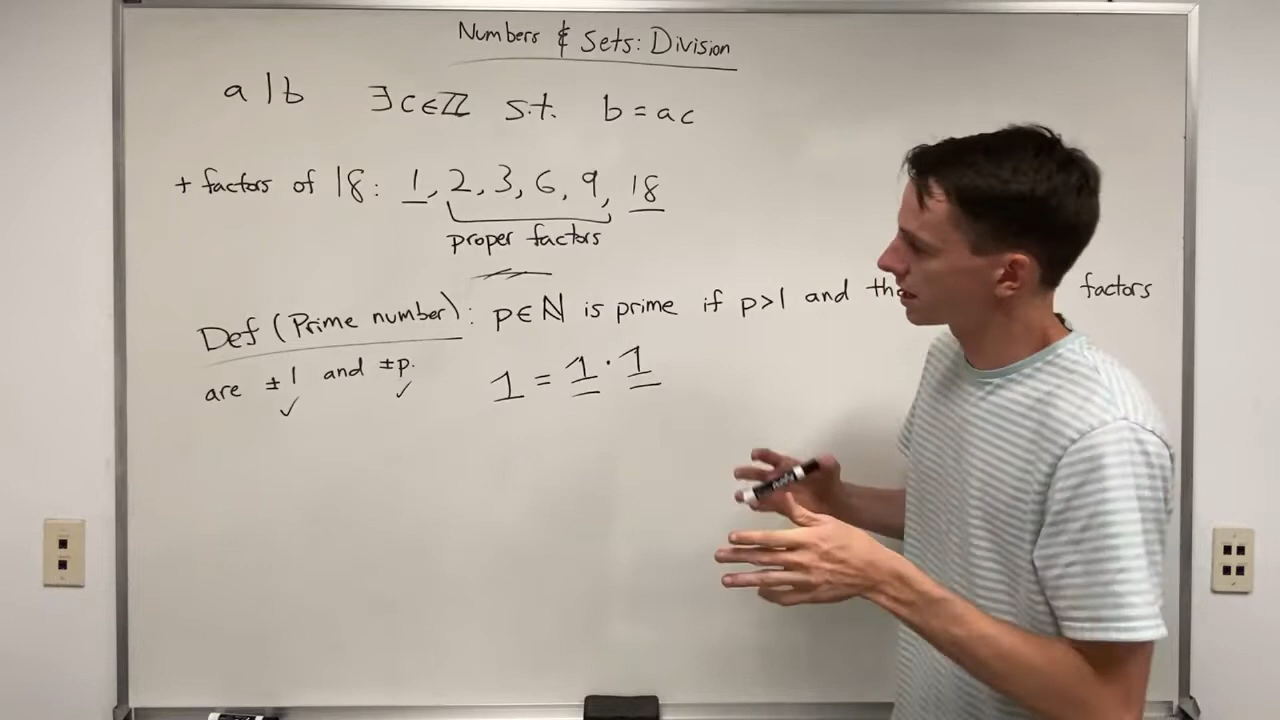 Numbers & Sets: Division
a | b ∃ c ∈ ℤ s.t. b = ac
+ factors of 18: 1, 2, 3, 6, 9, 18
proper factors
Def (Prime number): p ∈ ℕ is prime if p>1 and factors
are ±1 and ±p.
✓ ✓
1 = 1 · 1